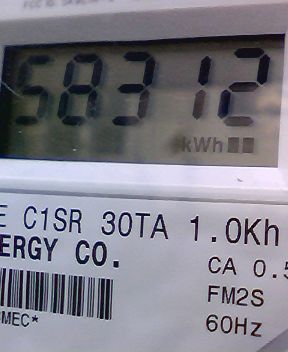 58312
kWh
E C1SR 30TA 1.0Kh
ERGY CO.
CA 0.5
FM2S
MEC*
60Hz